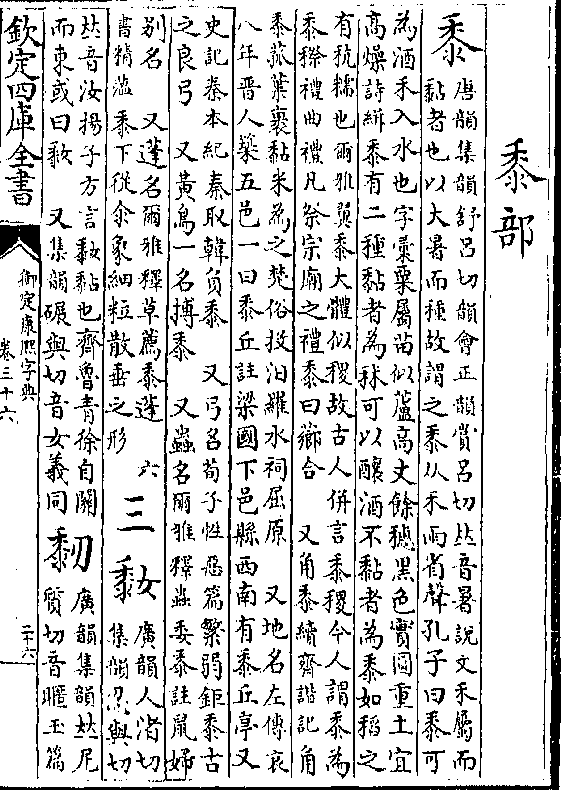 黍部
黍
唐韻集韻舒呂切韻會正韻賞呂切𠀤音暑說文禾屬而
黏者也以大暑而種故謂之黍从禾雨省聲孔子曰黍可
為酒禾入水也字彙粟屬苗似蘆高丈餘穗黑色實圓重土宜
高燥詩緝黍有二種黏者為秫可以釀酒不黏者為黍如稻之
有秔糯也爾雅翼黍大體似稷故古人併言黍稷今人謂黍為
黍穄禮曲禮凡祭宗廟之禮黍曰薌合 又角黍續齊諧記角
黍菰葉裹黏米為之楚俗投汨羅水祠屈原 又地名左傳哀
八年晉人築五邑一曰黍丘註梁國下邑縣西南有黍丘亭又
史記秦本紀秦取韓負黍 又弓名荀子性惡篇繁弱鉅黍古
之良弓 又黃鳥一名搏黍 又蟲名爾雅釋蟲委黍註鼠婦
別名 又蓬名爾雅釋草薦黍蓬 六
書精薀黍下從氽象細粒散垂之形
三
䵑
廣韻人渚切
集韻忍與切
𠀤音汝揚子方言䵑黏也齊魯青徐自關
而東或曰䵑 又集韻碾與切音女義同
䵒
廣韻集韻𠀤尼
質切音暱玉篇
欽定四庫全書
御定康熙字典
卷三十六
二十六